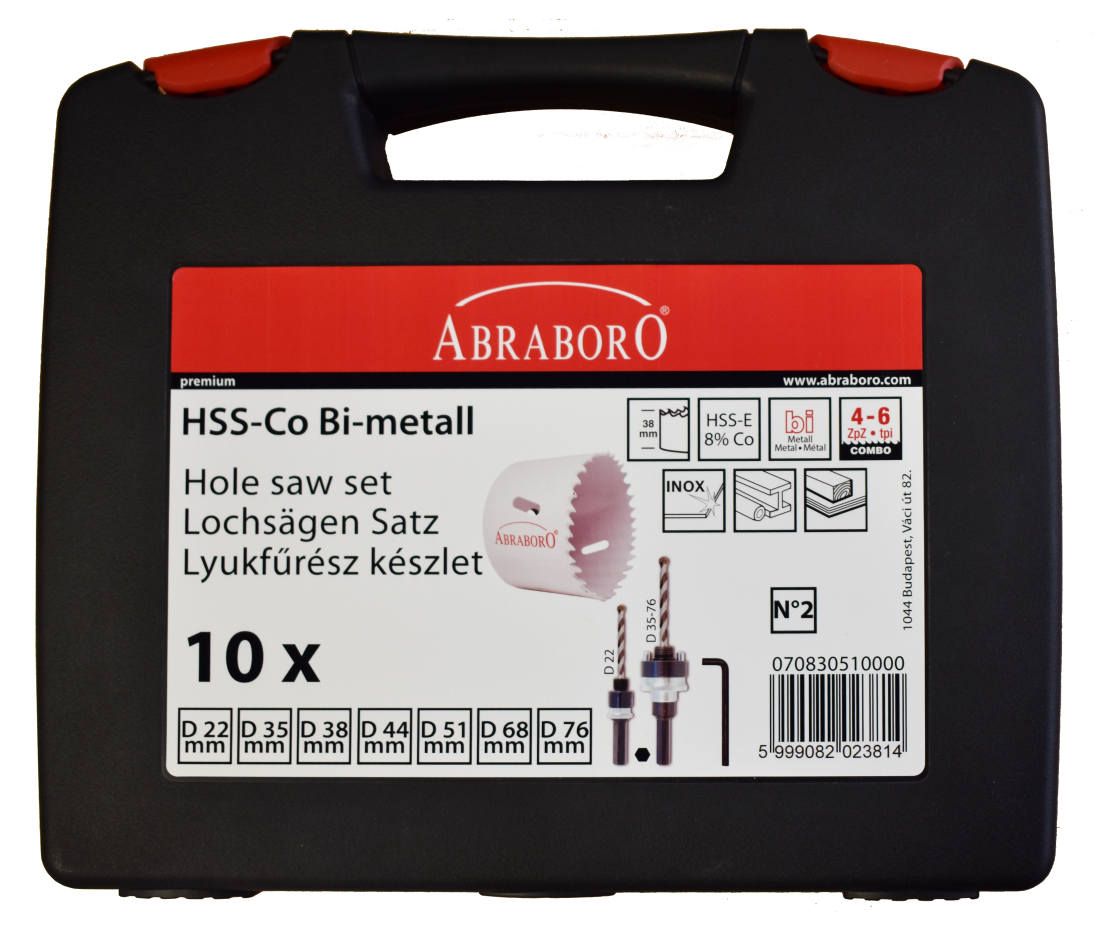 ABRABORO®
premium
www.abraboro.com
HSS-Co Bi-metall
38 mm
HSS-E 8% Co
bi Metall Metal•Métal
4-6 ZpZ • tpi COMBO
Hole saw set
Lochsägen Satz
Lyukfűrész készlet
ABRABORO®
INOX
1044 Budapest, Váci út 82.
10 x
D 22
D 35-76
N°2
D 22 mm
D 35 mm
D 38 mm
D 44 mm
D 51 mm
D 68 mm
D 76 mm
070830510000
5 999082 023814